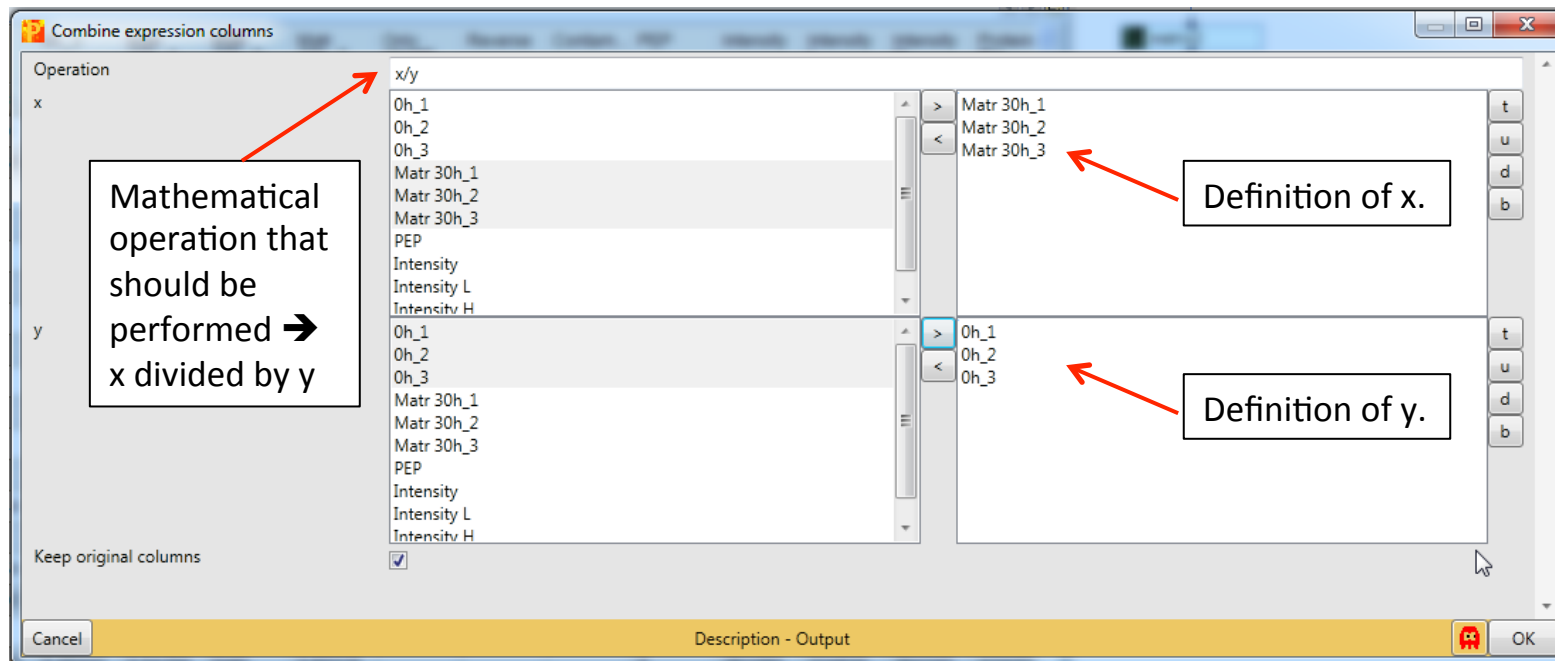 Combine expression columns
Operation
x/y
x
0h_1
0h_2
0h_3
Matr 30h_1
Matr 30h_2
Matr 30h_3
PEP
Intensity
Intensity L
Intensity H
>
<
Matr 30h_1
Matr 30h_2
Matr 30h_3
t
u
d
b
Mathematical
operation that
should be
performed ➔
x divided by y
Definition of x.
y
0h_1
0h_2
0h_3
Matr 30h_1
Matr 30h_2
Matr 30h_3
PEP
Intensity
Intensity L
Intensity H
>
<
0h_1
0h_2
0h_3
t
u
d
b
Definition of y.
Keep original columns
Cancel
Description - Output
OK